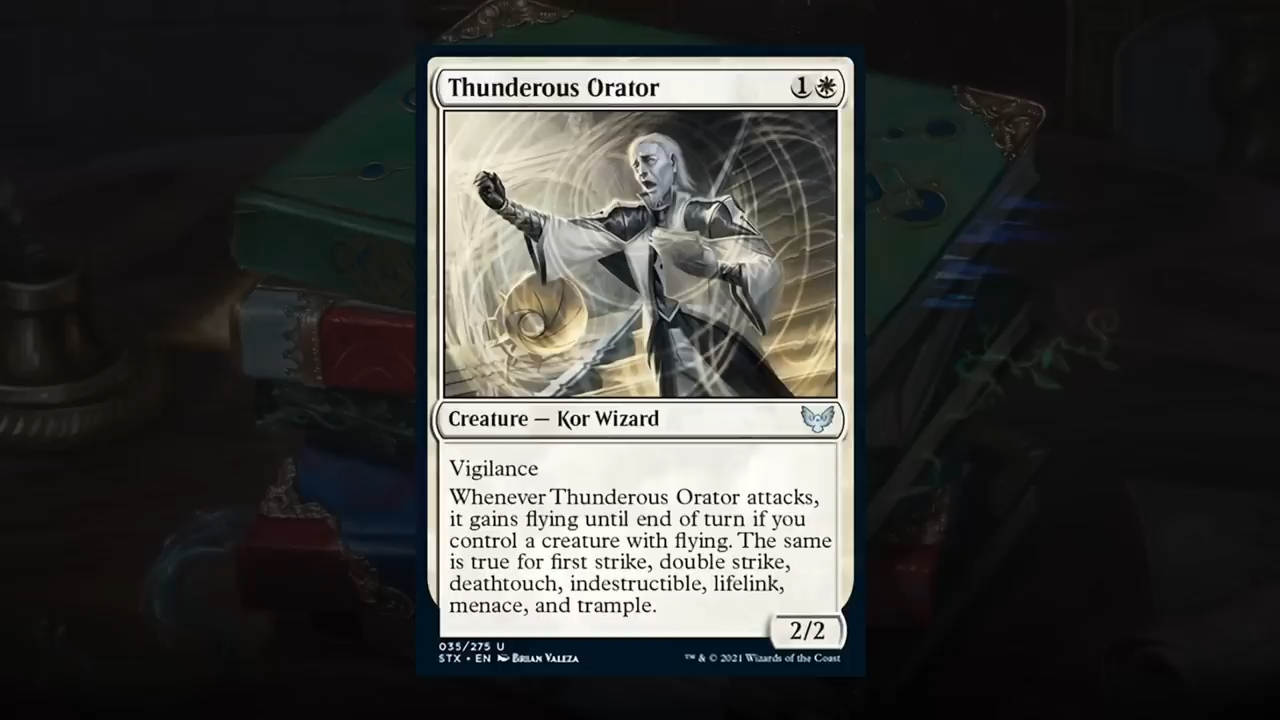 Thunderous Orator 1
Creature — Kor Wizard
Vigilance
Whenever Thunderous Orator attacks,
it gains flying until end of turn if you
control a creature with flying. The same
is true for first strike, double strike,
deathtouch, indestructible, lifelink,
menace, and trample.
2/2
035/275 U
STX • EN Brian Valeza ™ & © 2021 Wizards of the Coast